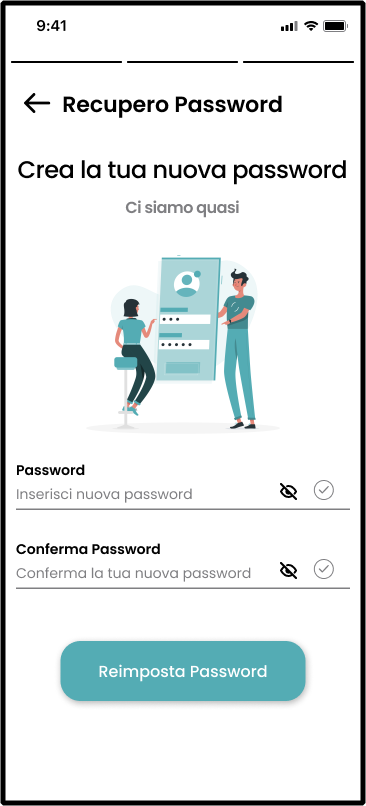 9:41
Recupero Password
Crea la tua nuova password
Ci siamo quasi
Password
Inserisci nuova password
Conferma Password
Conferma la tua nuova password
Reimposta Password